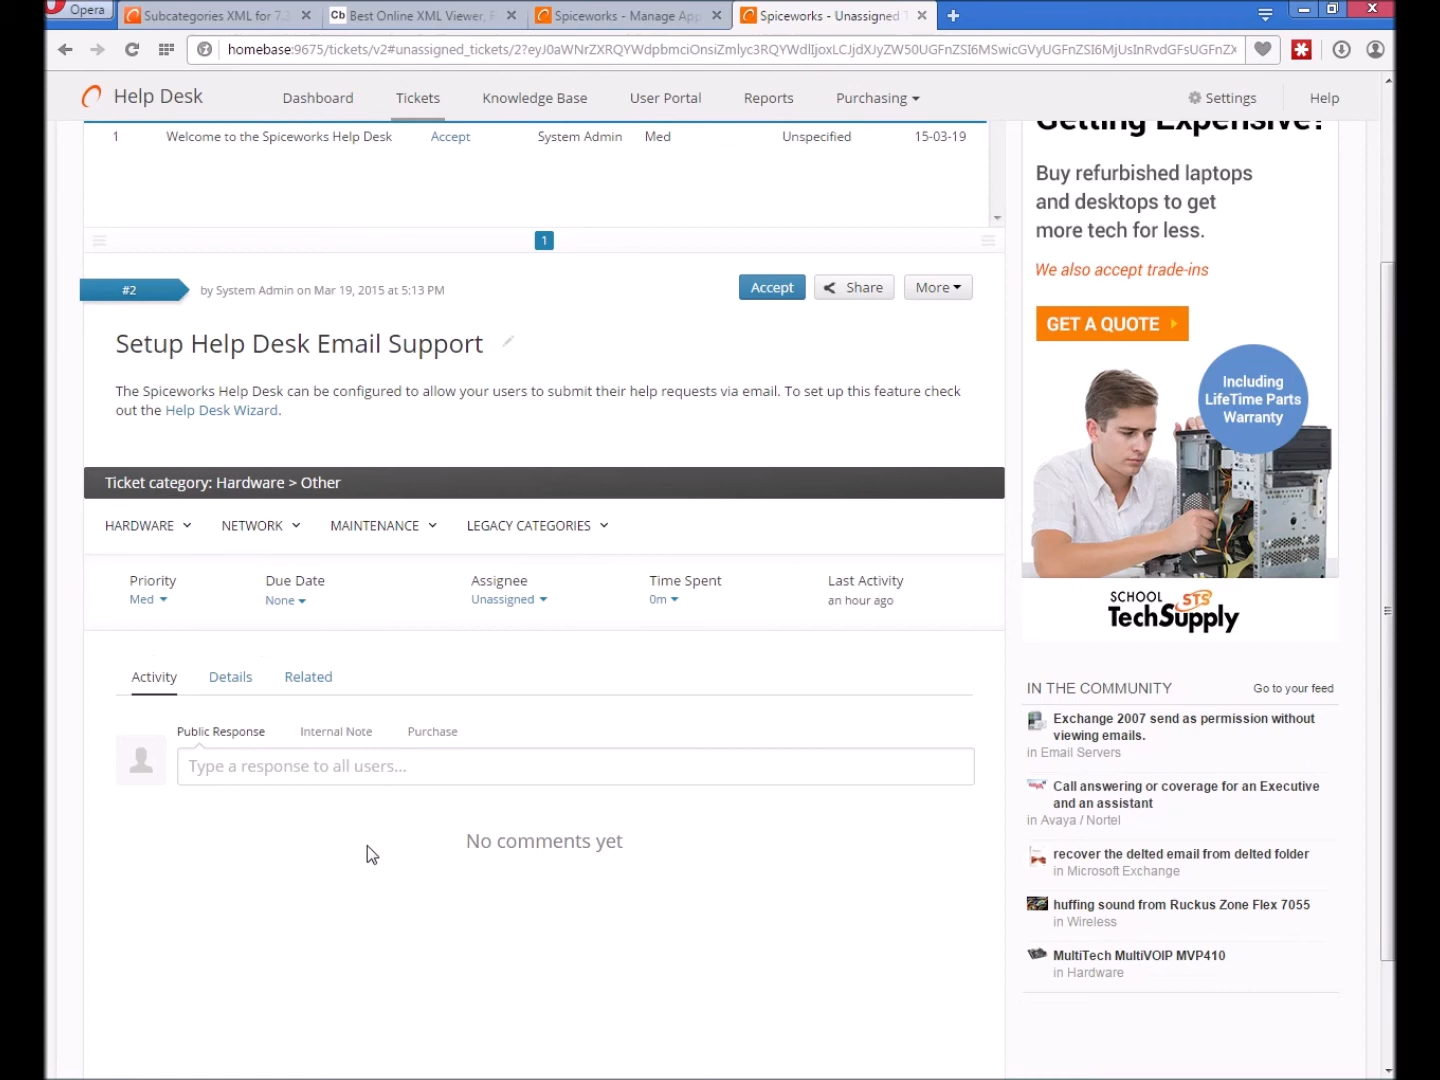 Opera
Subcategories XML for 7.3
Best Online XML Viewer, F
Spiceworks - Manage App
Spiceworks - Unassigned T
homebase:9675/tickets/v2#unassigned_tickets/2?
Help Desk
Dashboard
Tickets
Knowledge Base
User Portal
Reports
Purchasing
Settings
Help
1 Welcome to the Spiceworks Help Desk Accept System Admin Med Unspecified 15-03-19
1
#2
by System Admin on Mar 19, 2015 at 5:13 PM
Accept
Share
More
Setup Help Desk Email Support
The Spiceworks Help Desk can be configured to allow your users to submit their help requests via email. To set up this feature check
out the Help Desk Wizard.
Ticket category: Hardware > Other
HARDWARE
NETWORK
MAINTENANCE
LEGACY CATEGORIES
Priority
Med
Due Date
None
Assignee
Unassigned
Time Spent
0m
Last Activity
an hour ago
Activity
Details
Related
Public Response
Internal Note
Purchase
Type a response to all users...
No comments yet
Getting Expensive?
Buy refurbished laptops
and desktops to get
more tech for less.
We also accept trade-ins
GET A QUOTE
Including
LifeTime Parts
Warranty
SCHOOL STS
TechSupply
IN THE COMMUNITY
Go to your feed
Exchange 2007 send as permission without
viewing emails.
in Email Servers
Call answering or coverage for an Executive
and an assistant
in Avaya / Nortel
recover the delted email from delted folder
in Microsoft Exchange
huffing sound from Ruckus Zone Flex 7055
in Wireless
MultiTech MultiVOIP MVP410
in Hardware